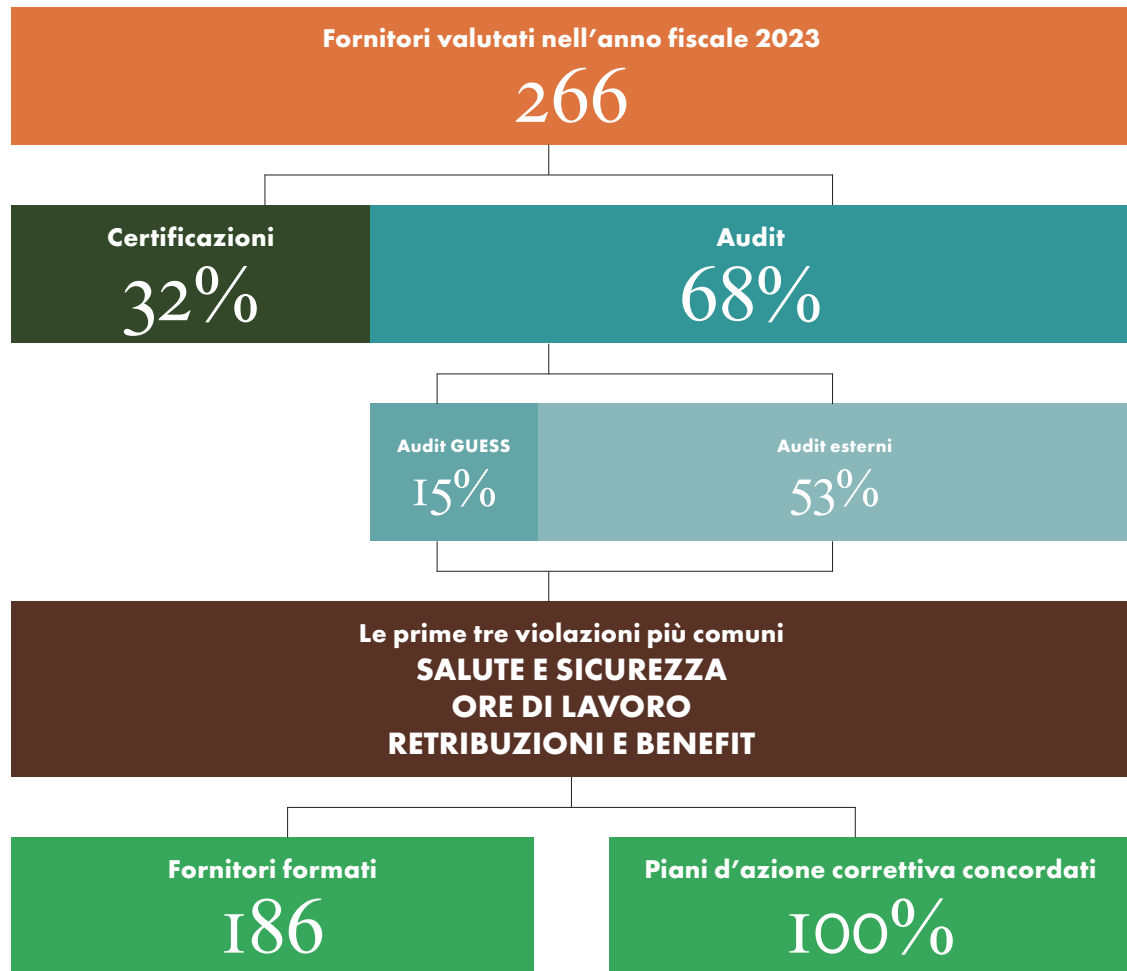 Fornitori valutati nell’anno fiscale 2023
266
Certificazioni
32%
Audit
68%
Audit GUESS
15%
Audit esterni
53%
Le prime tre violazioni più comuni
SALUTE E SICUREZZA
ORE DI LAVORO
RETRIBUZIONI E BENEFIT
Fornitori formati
186
Piani d’azione correttiva concordati
100%